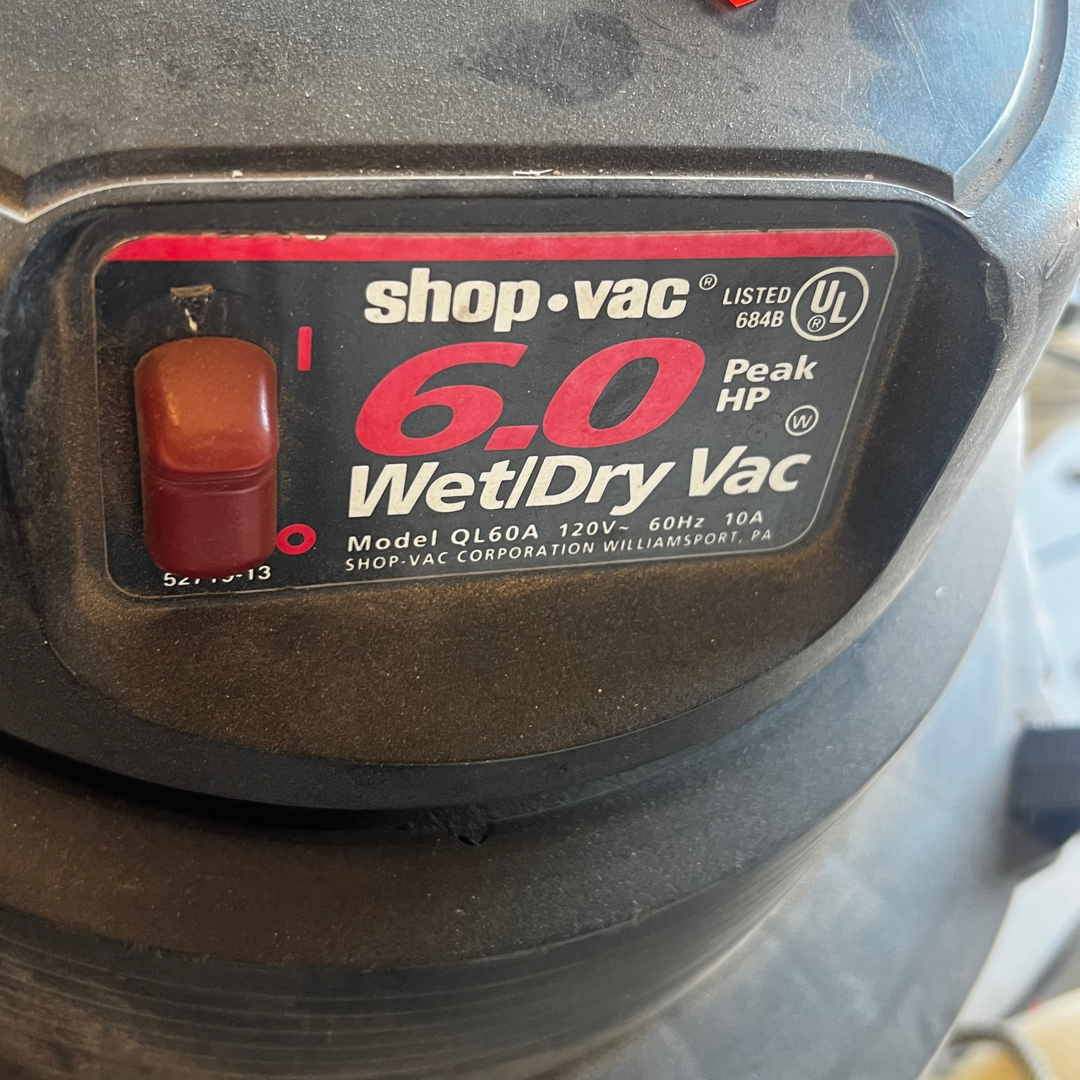 shop•vac®
LISTED
684B
UL ®
6.0
Peak
HP
W
Wet/Dry Vac
Model QL60A 120V~ 60Hz 10A
SHOP-VAC CORPORATION WILLIAMSPORT, PA
I
O